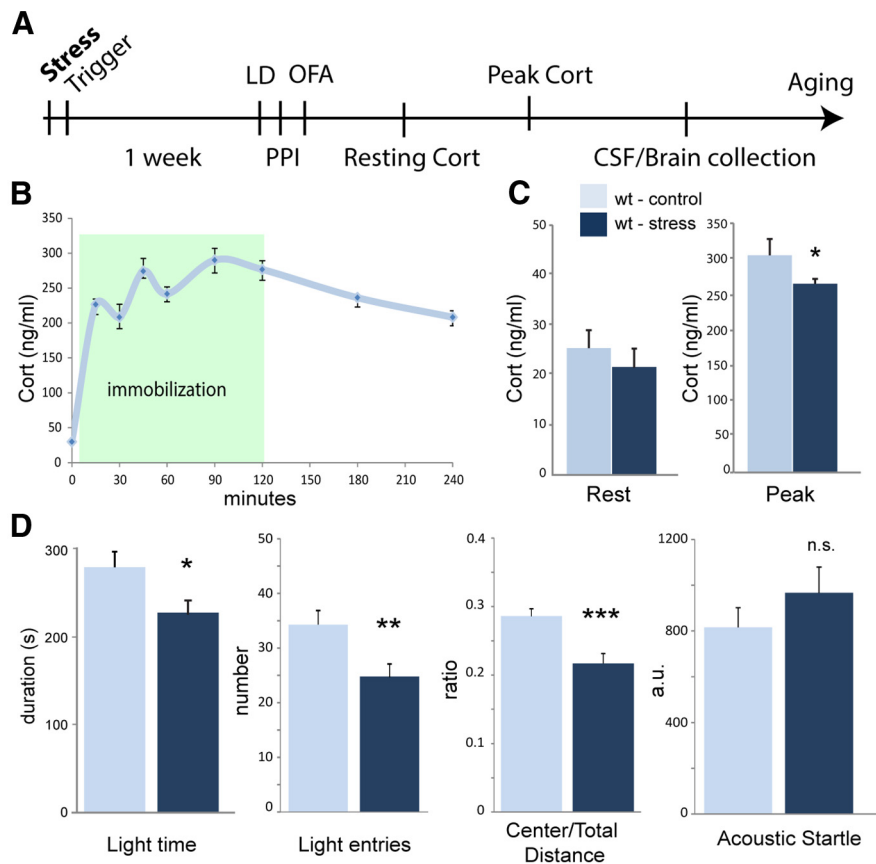 A
Stress
Trigger
LD OFA
Peak Cort
Aging
1 week
PPI
Resting Cort
CSF/Brain collection
B
Cort (ng/ml)
350
300
250
200
150
100
50
0
immobilization
0 30 60 90 120 150 180 210 240
minutes
C
wt - control
wt - stress
Cort (ng/ml)
50
40
30
20
10
0
Rest
Cort (ng/ml)
350
300
250
200
150
300
50
0
*
Peak
D
duration (s)
300
200
100
0
*
Light time
number
50
40
30
20
10
0
**
Light entries
ratio
0.4
0.3
0.2
0.1
0
***
Center/Total
Distance
a.u.
1200
800
400
0
n.s.
Acoustic Startle